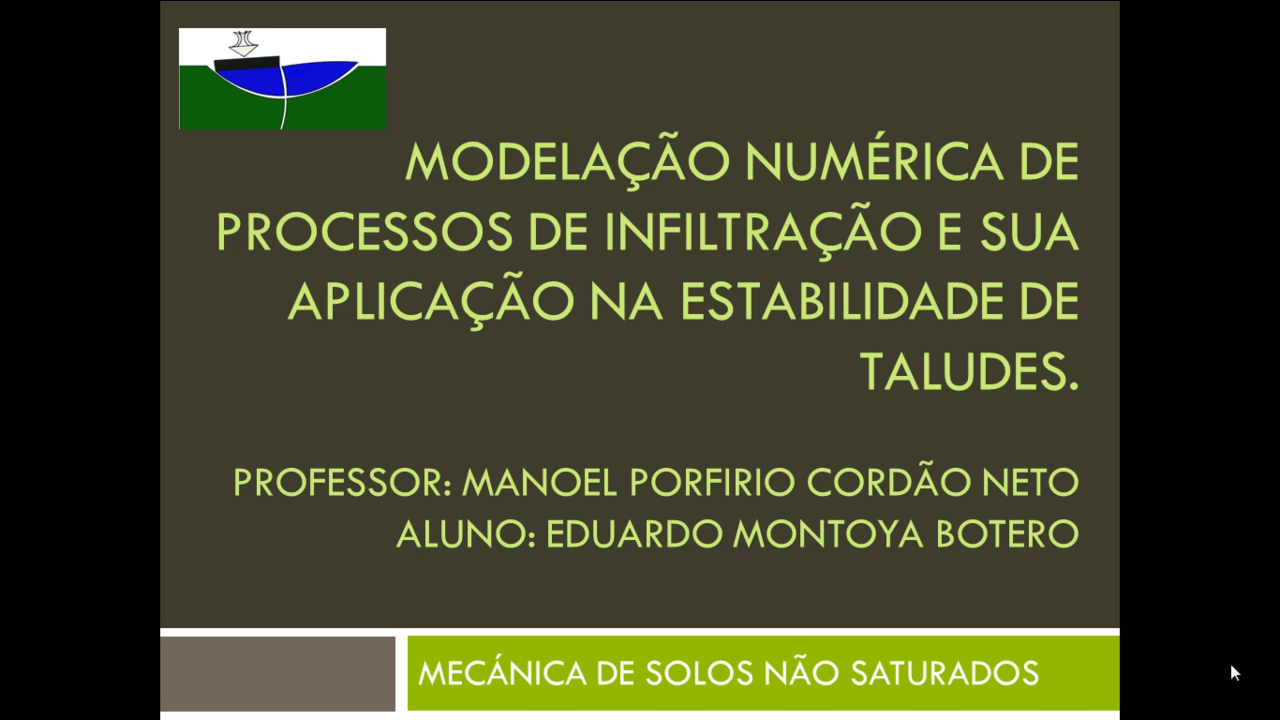 MODELAÇÃO NUMÉRICA DE
PROCESSOS DE INFILTRAÇÃO E SUA
APLICAÇÃO NA ESTABILIDADE DE
TALUDES.
PROFESSOR: MANOEL PORFIRIO CORDÃO NETO
ALUNO: EDUARDO MONTOYA BOTERO
MECÁNICA DE SOLOS NÃO SATURADOS